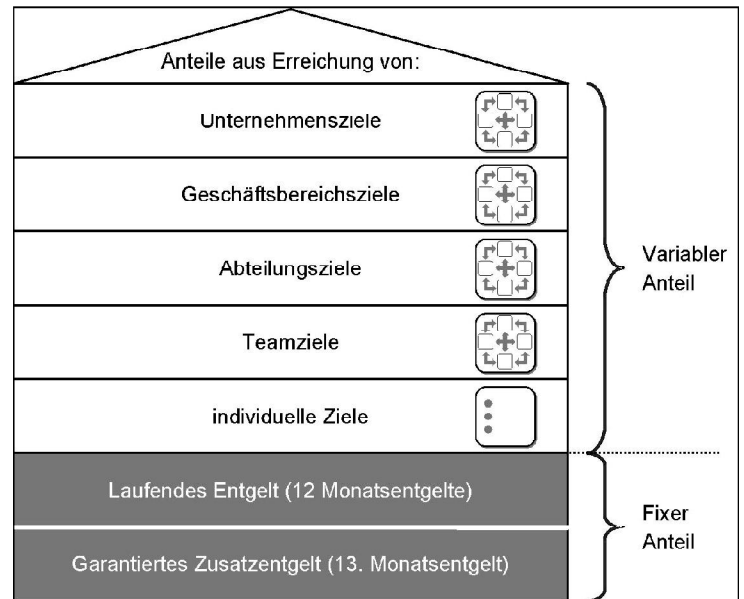 Anteile aus Erreichung von:
Unternehmensziele
Geschäftsbereichsziele
Abteilungsziele
Teamziele
individuelle Ziele
Variabler
Anteil
Laufendes Entgelt (12 Monatsentgelte)
Garantiertes Zusatzentgelt (13. Monatsentgelt)
Fixer
Anteil